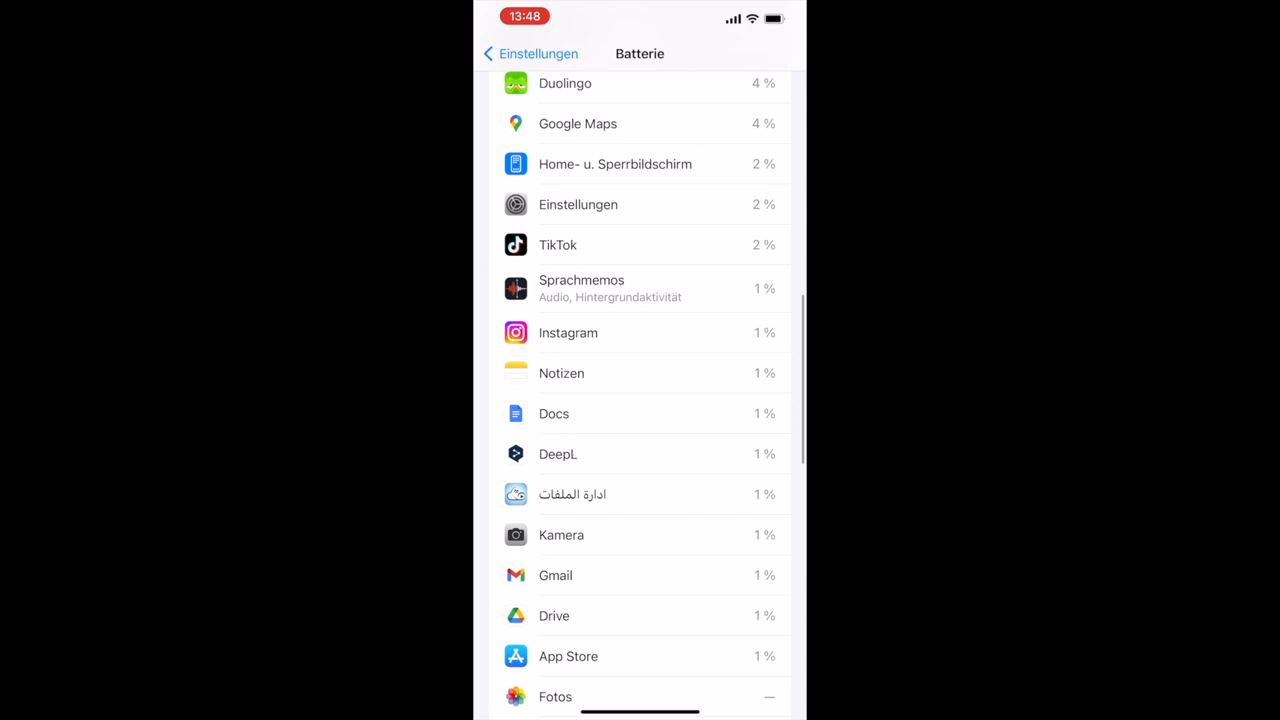 13:48
Einstellungen
Batterie
Duolingo 4 %
Google Maps 4 %
Home- u. Sperrbildschirm 2 %
Einstellungen 2 %
TikTok 2 %
Sprachmemos 1 %
Audio, Hintergrundaktivität
Instagram 1 %
Notizen 1 %
Docs 1 %
DeepL 1 %
ادارة الملفات 1 %
Kamera 1 %
Gmail 1 %
Drive 1 %
App Store 1 %
Fotos —